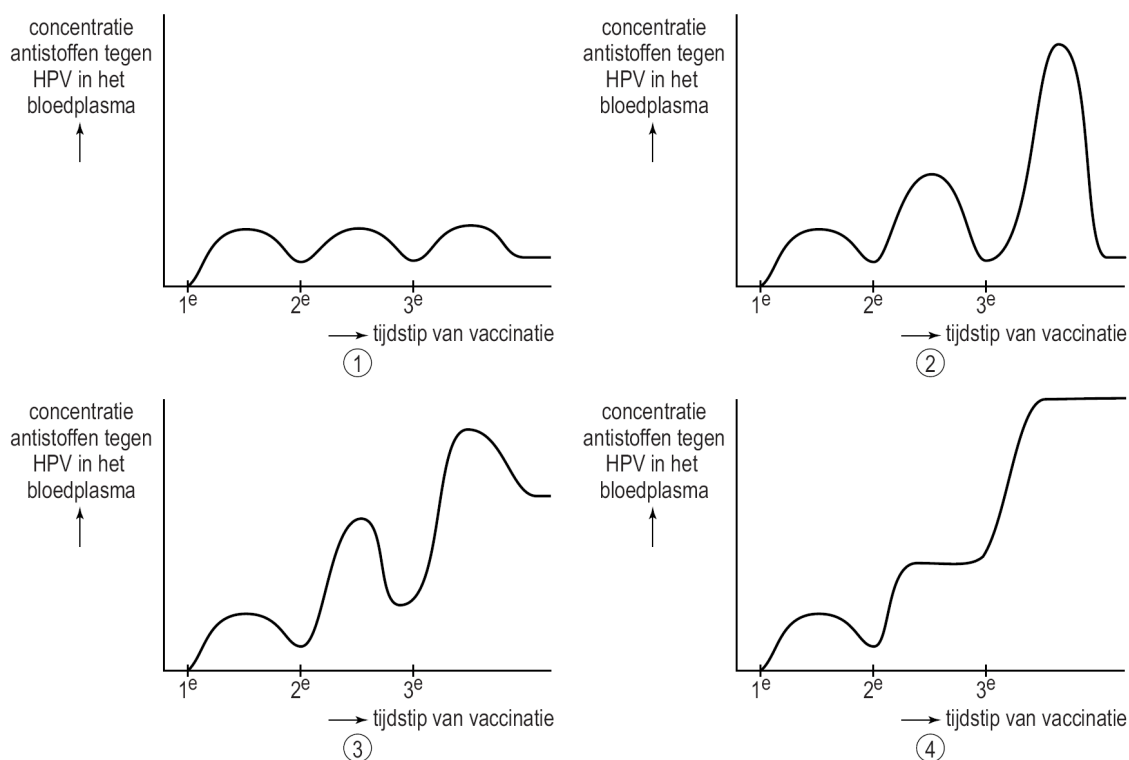 concentratie
antistoffen tegen
HPV in het
bloedplasma
1e
2e
3e
tijdstip van vaccinatie
1
concentratie
antistoffen tegen
HPV in het
bloedplasma
1e
2e
3e
tijdstip van vaccinatie
2
concentratie
antistoffen tegen
HPV in het
bloedplasma
1e
2e
3e
tijdstip van vaccinatie
3
concentratie
antistoffen tegen
HPV in het
bloedplasma
1e
2e
3e
tijdstip van vaccinatie
4